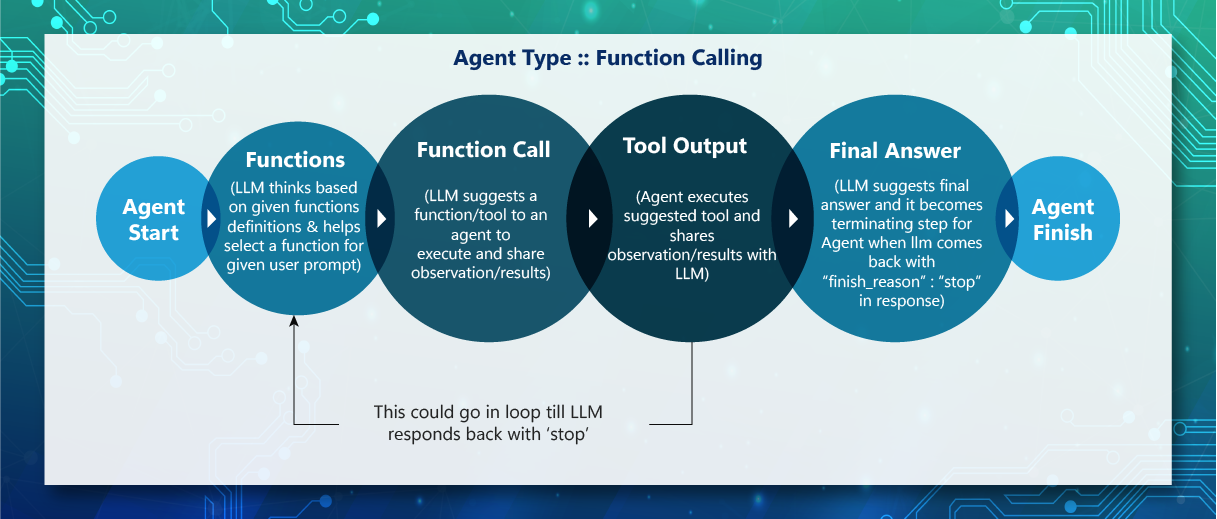 Agent Type :: Function Calling
Agent
Start
Functions
(LLM thinks based
on given functions
definitions & helps
select a function for
given user prompt)
Function Call
(LLM suggests a
function/tool to an
agent to
execute and share
observation/results)
Tool Output
(Agent executes
suggested tool and
shares
observation/results with
LLM)
Final Answer
(LLM suggests final
answer and it becomes
terminating step for
Agent when llm comes
back with
“finish_reason” : “stop”
in response)
Agent
Finish
This could go in loop till LLM
responds back with ‘stop’